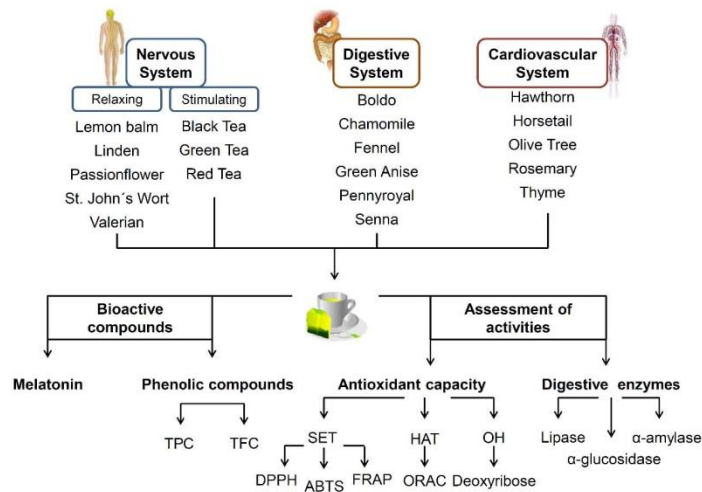 Nervous
System
Digestive
System
Cardiovascular
System
Relaxing
Stimulating
Lemon balm
Linden
Passionflower
St. John´s Wort
Valerian
Black Tea
Green Tea
Red Tea
Boldo
Chamomile
Fennel
Green Anise
Pennyroyal
Senna
Hawthorn
Horsetail
Olive Tree
Rosemary
Thyme
Bioactive
compounds
Assessment of
activities
Melatonin
Phenolic compounds
Antioxidant capacity
Digestive enzymes
TPC
TFC
SET
HAT
OH
DPPH
ABTS
FRAP
ORAC
Deoxyribose
Lipase
α-glucosidase
α-amylase